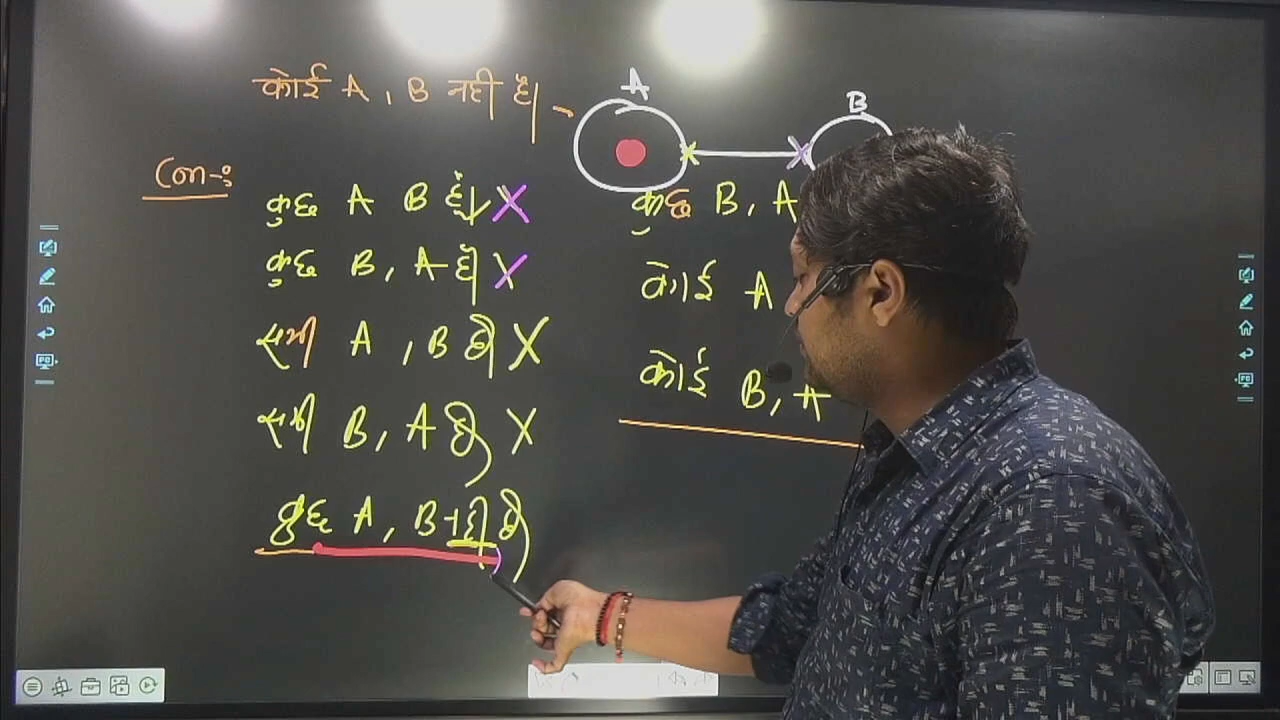 कोई A, B नहीं है।
A
B
Con-:
कुछ A B हैं। X
कुछ B, A हैं। X
सभी A, B है X
सभी B, A है X
कुछ A, B नहीं है
कुछ B, A
कोई A
कोई B, A